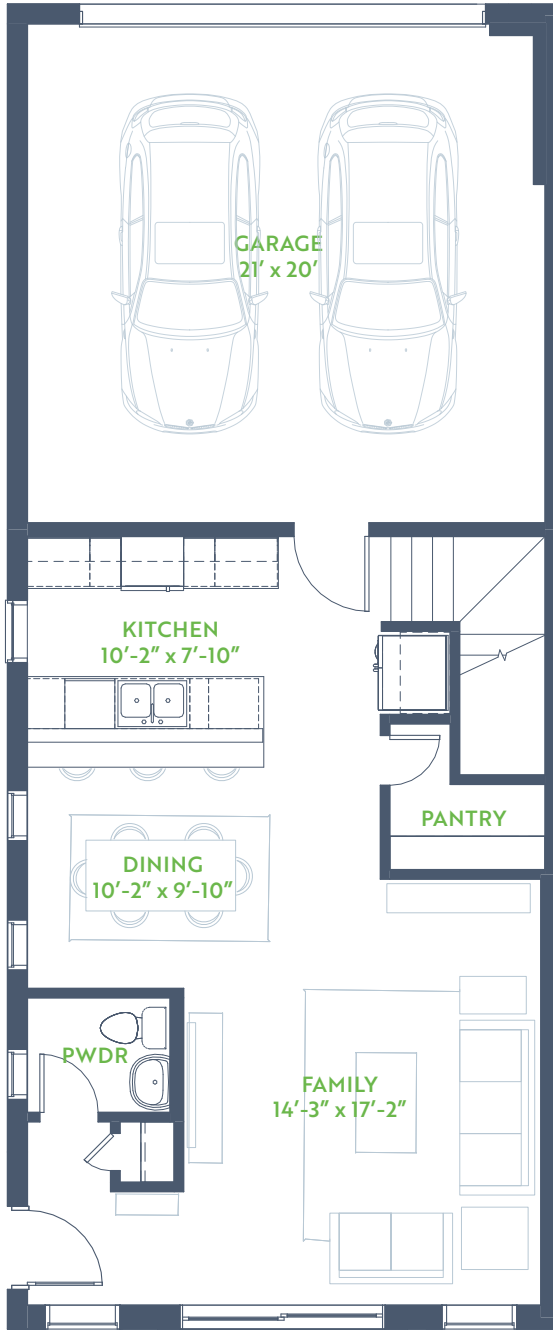 GARAGE
21′ x 20′
KITCHEN
10′-2″ x 7′-10″
PANTRY
DINING
10′-2″ x 9′-10″
PWDR
FAMILY
14′-3″ x 17′-2″